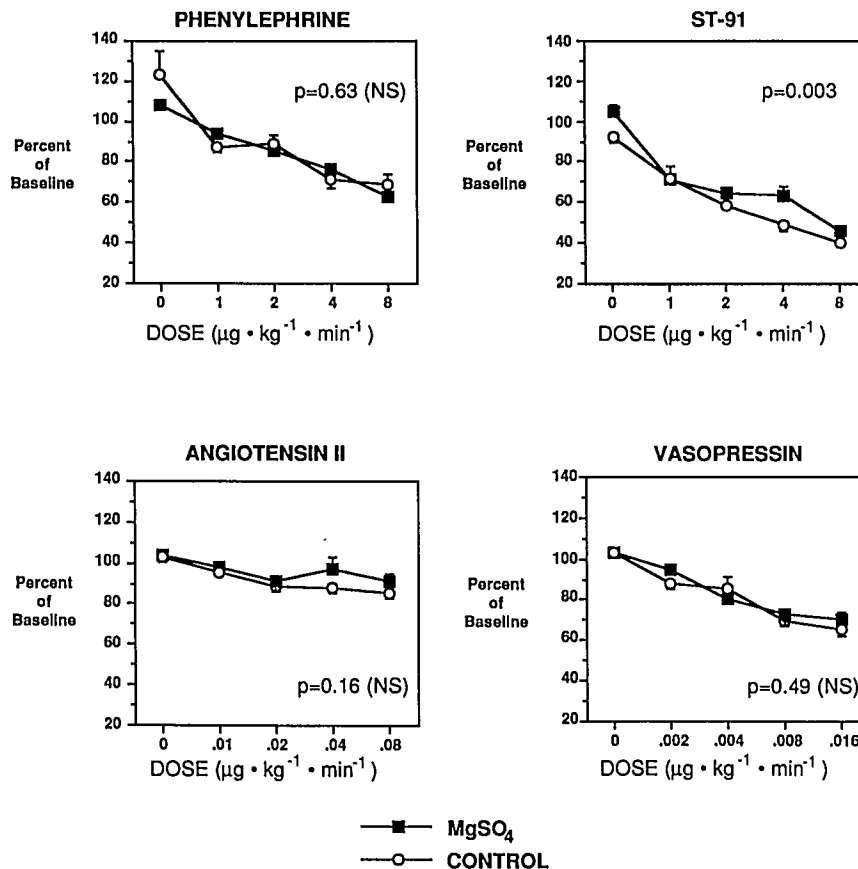 PHENYLEPHRINE
140
120
100
80
60
40
20
Percent
of
Baseline
p=0.63 (NS)
0 1 2 4 8
DOSE (µg • kg⁻¹ • min⁻¹ )
ST-91
140
120
100
80
60
40
20
Percent
of
Baseline
p=0.003
0 1 2 4 8
DOSE (µg • kg⁻¹ • min⁻¹ )
ANGIOTENSIN II
140
120
100
80
60
40
20
Percent
of
Baseline
p=0.16 (NS)
0 .01 .02 .04 .08
DOSE (µg • kg⁻¹ • min⁻¹ )
VASOPRESSIN
140
120
100
80
60
40
20
Percent
of
Baseline
p=0.49 (NS)
0 .002 .004 .008 .016
DOSE (µg • kg⁻¹ • min⁻¹ )
MgSO₄
CONTROL